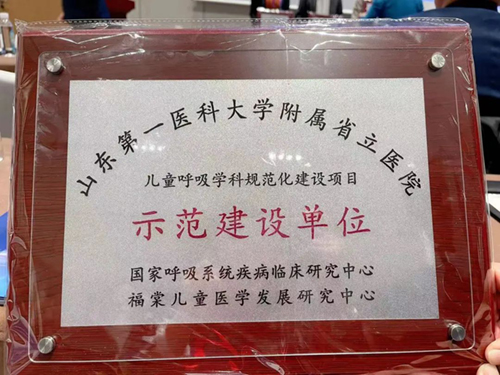 山东第一医科大学附属省立医院
儿童呼吸学科规范化建设项目
示范建设单位
国家呼吸系统疾病临床研究中心
福棠儿童医学发展研究中心